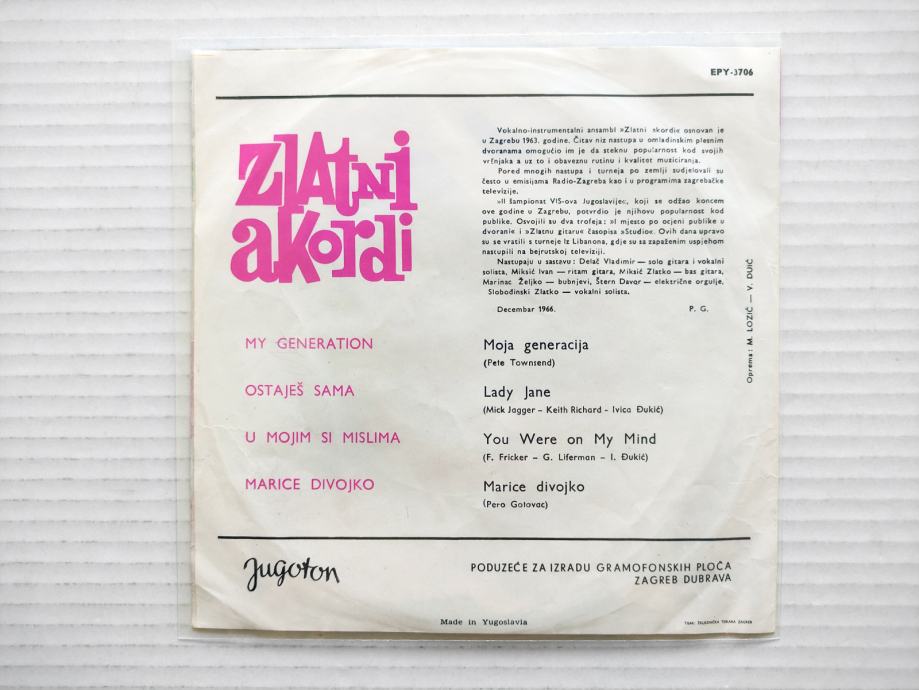 EPY-3706
Zlatni
akordi
Vokalno-instrumentalni ansambl »Zlatni akordi« osnovan je
u Zagrebu 1963. godine. Čitav niz nastupa u omladinskim plesnim
dvoranama omogućio im je da steknu popularnost kod svojih
vršnjaka a uz to i obaveznu rutinu i kvalitet muziciranja.
Pored mnogih nastupa i turneja po zemlji sudjelovali su
često u emisijama Radio-Zagreba kao i u programima zagrebačke
televizije.
»II šampionat VIS-ova Jugoslavije«, koji se odžao koncem
ove godine u Zagrebu, potvrdio je njihovu popularnost kod
publike. Osvojili su dva trofeja: »I mjesto po ocjeni publike u
dvorani« i »Zlatnu gitaru« časopisa »Studio«. Ovih dana upravo
su se vratili s turneje iz Libanona, gdje su sa zapaženim uspjehom
nastupili na bejrutskoj televiziji.
Nastupaju u sastavu: Delač Vladimir — solo gitara i vokalni
solista, Miksić Ivan — ritam gitara, Miksić Zlatko — bas gitara,
Marinac Željko — bubnjevi, Štern Davor — električne orgulje,
Slobođinski Zlatko — vokalni solista.
Decembar 1966. P. G.
Oprema: M. LOZIĆ — V. DUIĆ
MY GENERATION Moja generacija
(Pete Townsend)
OSTAJEŠ SAMA Lady Jane
(Mick Jagger – Keith Richard – Ivica Đukić)
U MOJIM SI MISLIMA You Were on My Mind
(F. Fricker – G. Liferman – I. Đukić)
MARICE DIVOJKO Marice divojko
(Pero Gotovac)
Jugoton PODUZEĆE ZA IZRADU GRAMOFONSKIH PLOČA
ZAGREB DUBRAVA
Made in Yugoslavia